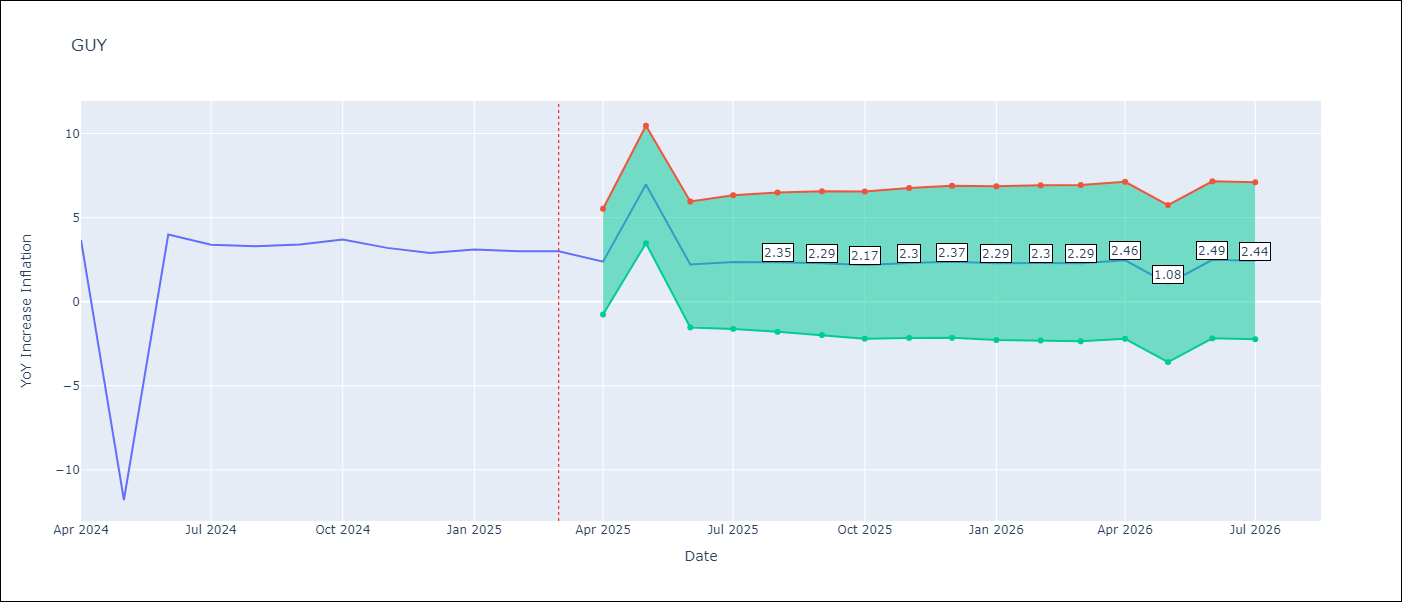 GUY
YoY Increase Inflation
10
5
0
−5
−10
2.35
2.29
2.17
2.3
2.37
2.29
2.3
2.29
2.46
1.08
2.49
2.44
Apr 2024
Jul 2024
Oct 2024
Jan 2025
Apr 2025
Jul 2025
Oct 2025
Jan 2026
Apr 2026
Jul 2026
Date